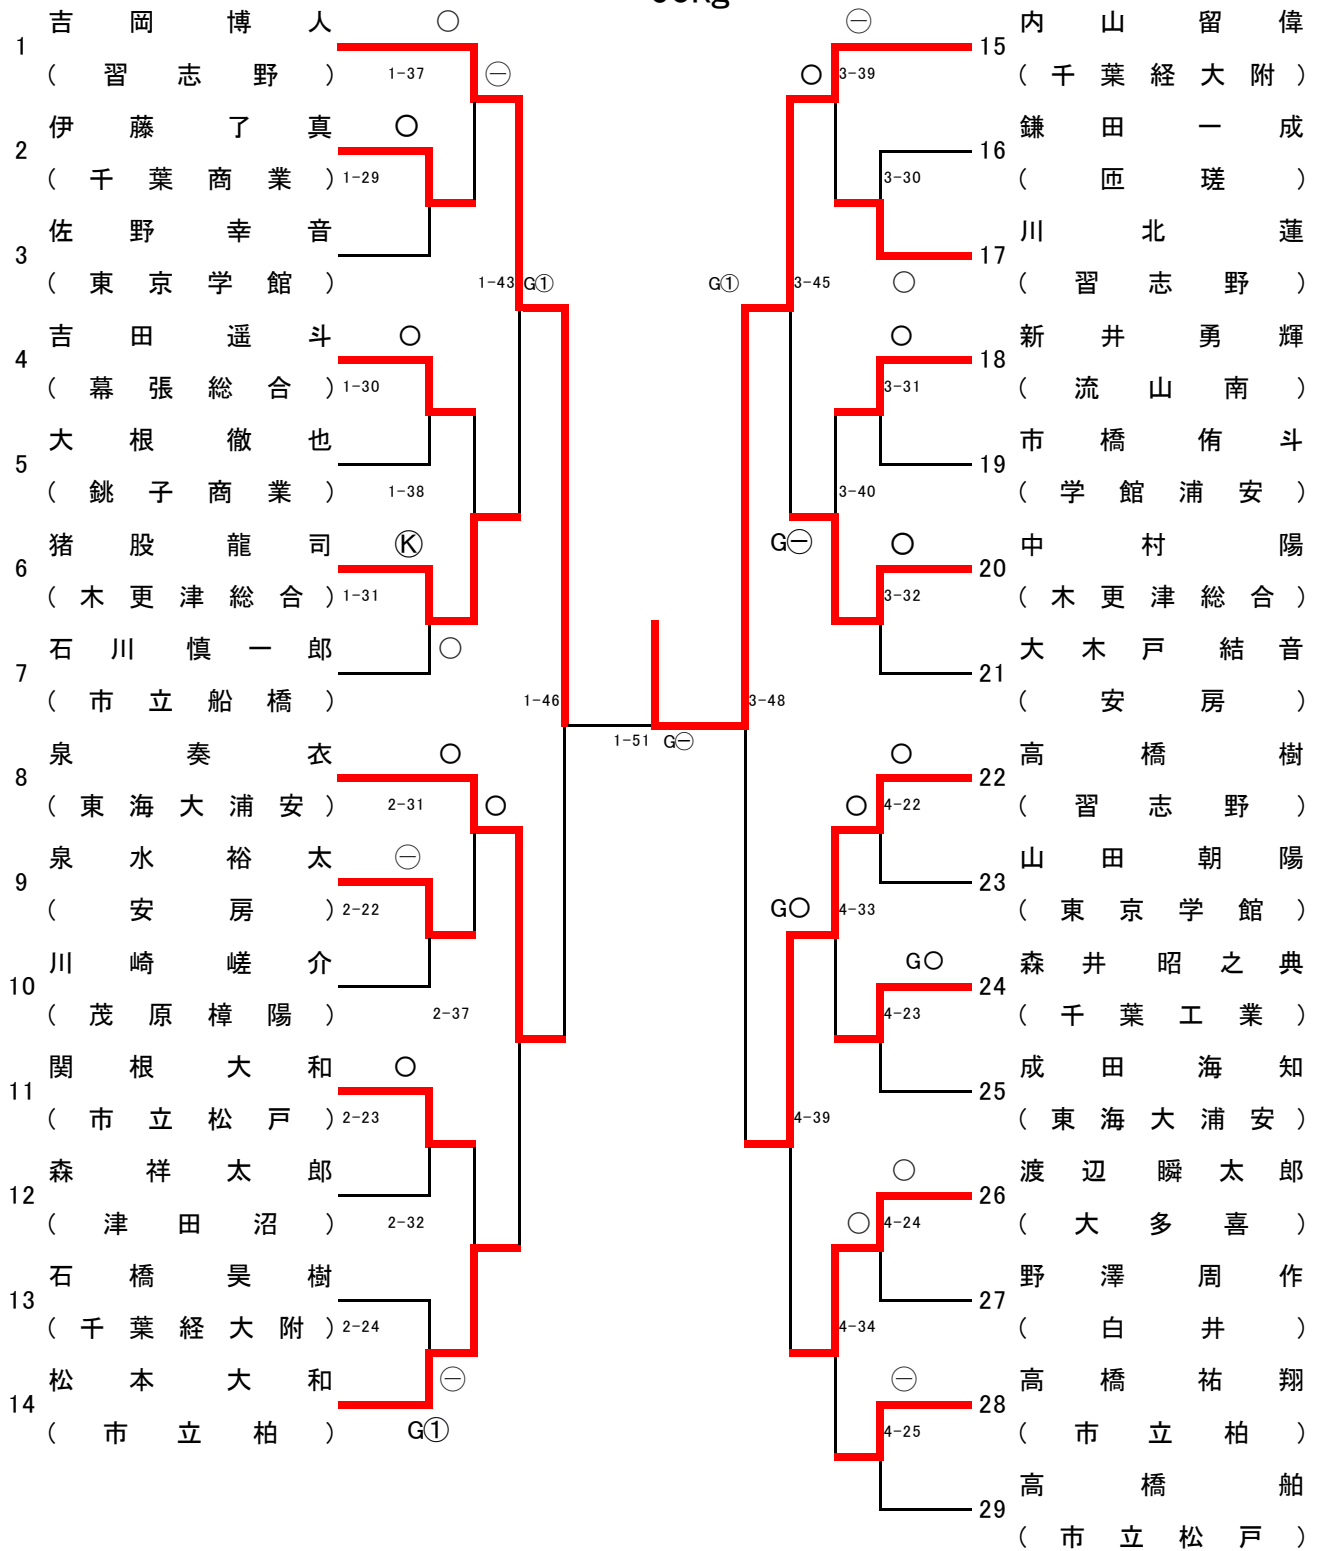 吉岡博人 ○
1
(習志野) 1-37 ㊀
伊藤了真 ○
2
(千葉商業) 1-29
佐野幸音
3
(東京学館) 1-43 G①
吉田遥斗 ○
4
(幕張総合) 1-30
大根徹也
5
(銚子商業) 1-38
猪股龍司 Ⓚ
6
(木更津総合) 1-31
石川慎一郎 ○
7
(市立船橋) 1-46
1-51 G㊀
泉奏衣 ○
8
(東海大浦安) 2-31 ○
泉水裕太 ㊀
9
(安房) 2-22
川崎嵯介
10
(茂原樟陽) 2-37
関根大和 ○
11
(市立松戸) 2-23
森祥太郎
12
(津田沼) 2-32
石橋昊樹
13
(千葉経大附) 2-24
松本大和 ㊀
14
(市立柏) G①
㊀ 内山留偉
15
○ 3-39 (千葉経大附)
鎌田一成
16
3-30 (匝瑳)
川北蓮
17
G① 3-45 ○ (習志野)
○ 新井勇輝
18
3-31 (流山南)
市橋侑斗
19
3-40 (学館浦安)
G㊀ ○ 中村陽
20
3-32 (木更津総合)
大木戸結音
21
3-48 (安房)
○ 高橋樹
22
○ 4-22 (習志野)
山田朝陽
23
G○ 4-33 (東京学館)
G○ 森井昭之典
24
4-23 (千葉工業)
成田海知
25
4-39 (東海大浦安)
○ 渡辺瞬太郎
26
○ 4-24 (大多喜)
野澤周作
27
4-34 (白井)
㊀ 高橋祐翔
28
4-25 (市立柏)
高橋舶
29
(市立松戸)